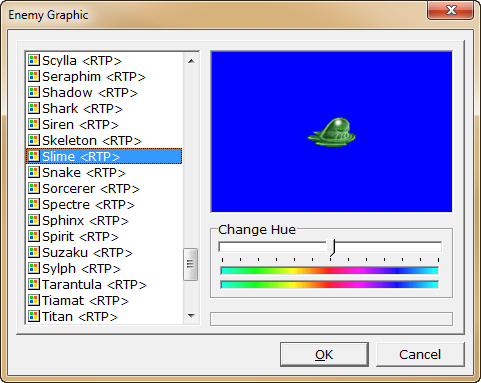 Enemy Graphic
Scylla <RTP>
Seraphim <RTP>
Shadow <RTP>
Shark <RTP>
Siren <RTP>
Skeleton <RTP>
Slime <RTP>
Snake <RTP>
Sorcerer <RTP>
Spectre <RTP>
Sphinx <RTP>
Spirit <RTP>
Suzaku <RTP>
Sylph <RTP>
Tarantula <RTP>
Tiamat <RTP>
Titan <RTP>
Change Hue
OK
Cancel